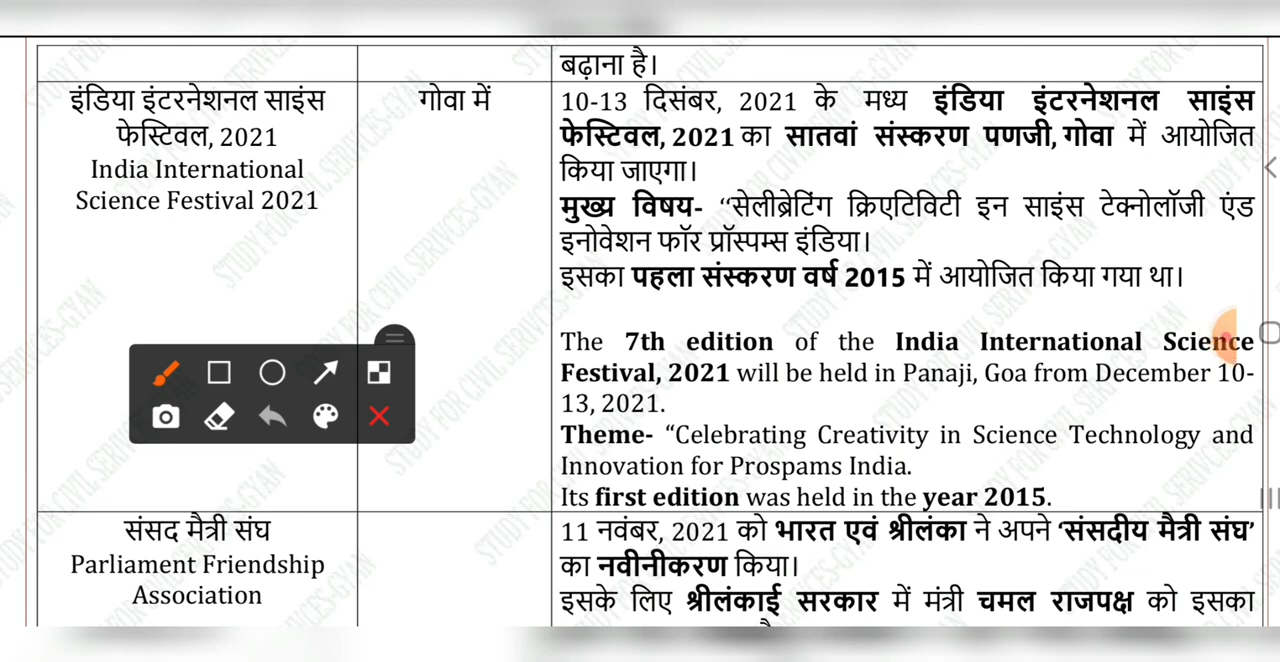 बढ़ाना है।
इंडिया इंटरनेशनल साइंस
फेस्टिवल, 2021
India International
Science Festival 2021
गोवा में
10-13 दिसंबर, 2021 के मध्य इंडिया इंटरनेशनल साइंस
फेस्टिवल, 2021 का सातवां संस्करण पणजी, गोवा में आयोजित
किया जाएगा।
मुख्य विषय- “सेलीब्रेटिंग क्रिएटिविटी इन साइंस टेक्नोलॉजी एंड
इनोवेशन फॉर प्रॉस्पम्स इंडिया।
इसका पहला संस्करण वर्ष 2015 में आयोजित किया गया था।
The 7th edition of the India International Science
Festival, 2021 will be held in Panaji, Goa from December 10-
13, 2021.
Theme- “Celebrating Creativity in Science Technology and
Innovation for Prospams India.
Its first edition was held in the year 2015.
संसद मैत्री संघ
Parliament Friendship
Association
11 नवंबर, 2021 को भारत एवं श्रीलंका ने अपने ‘संसदीय मैत्री संघ’
का नवीनीकरण किया।
इसके लिए श्रीलंकाई सरकार में मंत्री चमल राजपक्ष को इसका
STUDY FOR CIVIL SERIVCES-GYAN